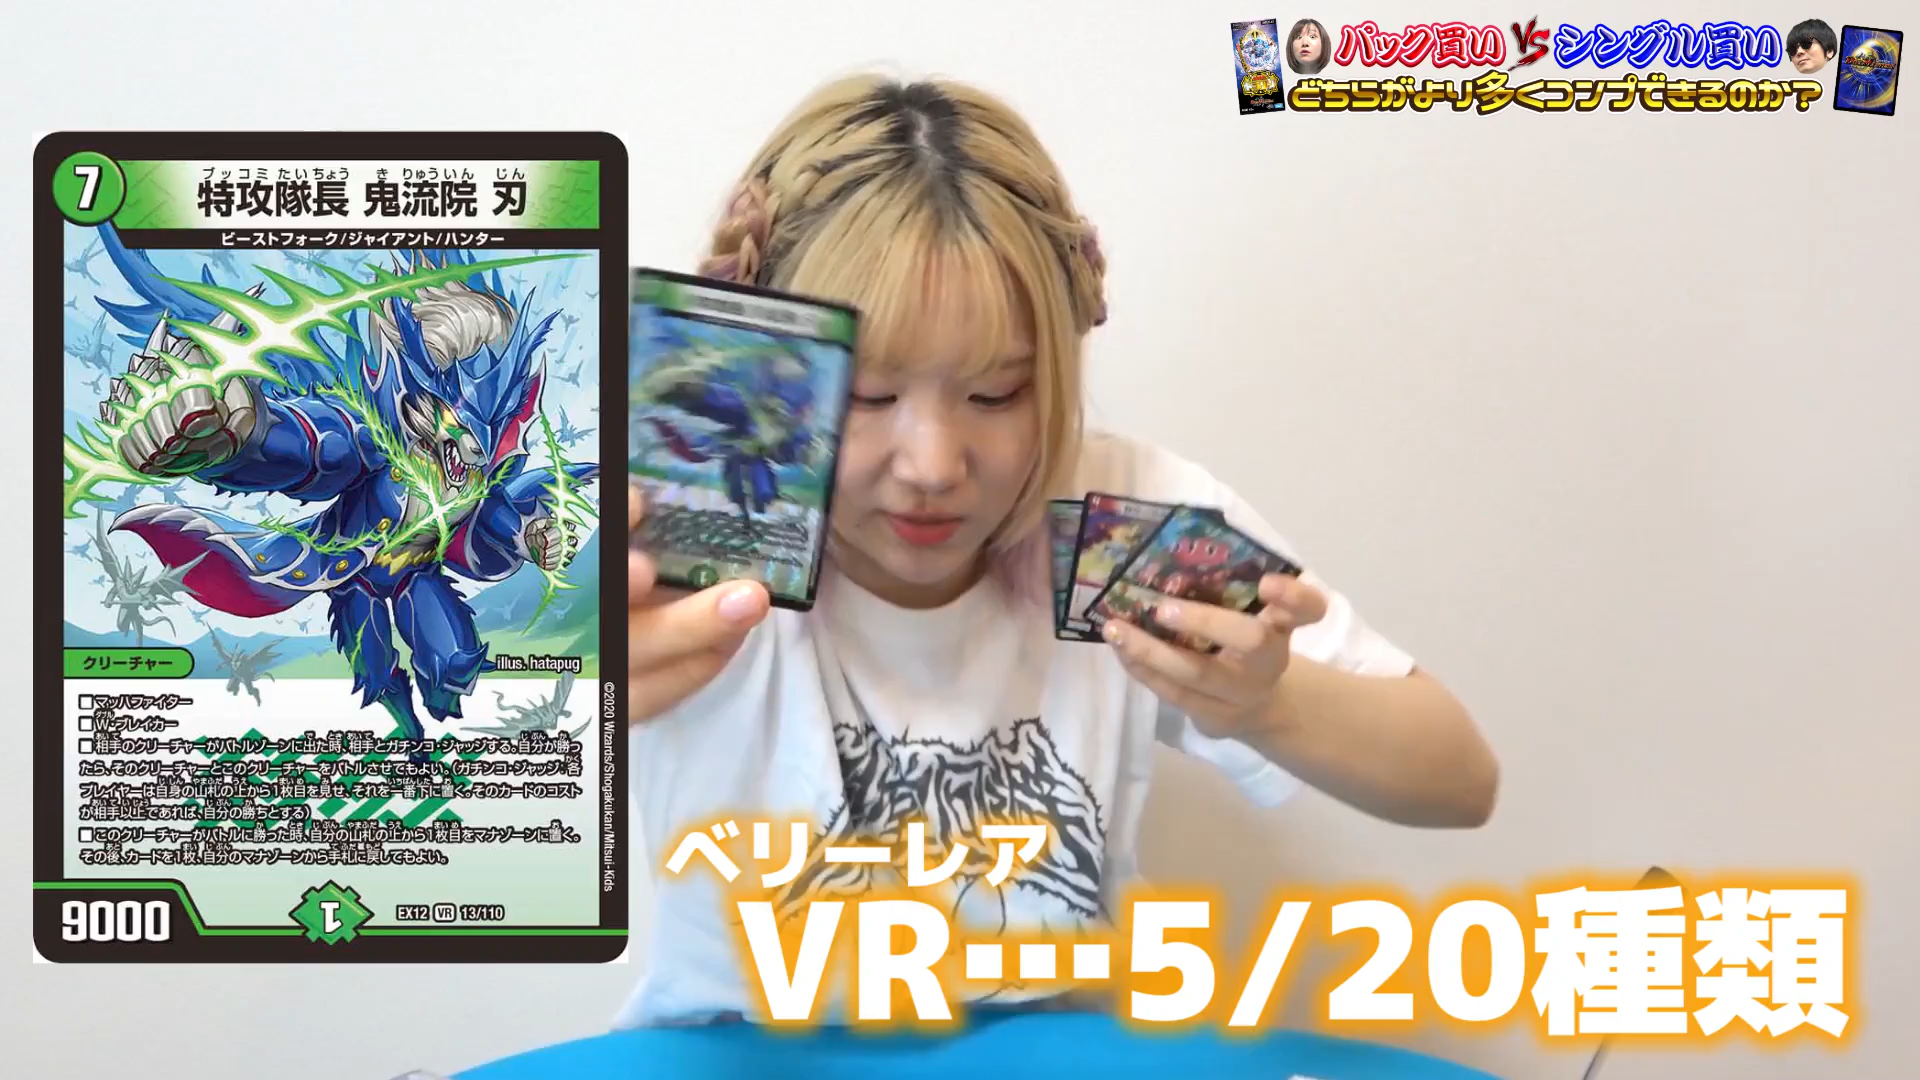 パック買い VS シングル買い
どちらがより多くコンプできるのか？
7
ブッコミ たいちょう き りゅういん じん
特攻隊長 鬼流院 刃
ビーストフォーク/ジャイアント/ハンター
クリーチャー
illus. hatapug
■マッハファイター
■W・ブレイカー
■相手のクリーチャーがバトルゾーンに出た時、相手とガチンコ・ジャッジする。自分が勝っ
たら、そのクリーチャーとこのクリーチャーをバトルさせてもよい。(ガチンコ・ジャッジ:各
プレイヤーは自身の山札の上から1枚目を見せ、それを一番下に置く。そのカードのコスト
が相手以上であれば、自分の勝ちとする)
■このクリーチャーがバトルに勝った時、自分の山札の上から1枚目をマナゾーンに置く。
その後、カードを1枚、自分のマナゾーンから手札に戻してもよい。
©2020 Wizards/Shogakukan/Mitsui-Kids
9000
1
EX12 VR 13/110
ベリーレア
VR…5/20種類